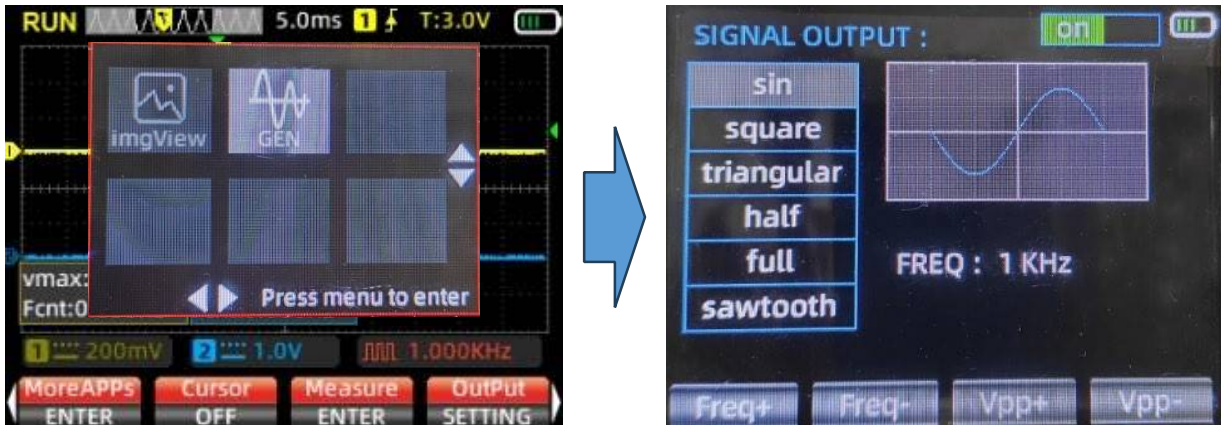 RUN 5.0ms 1 T:3.0V
imgView GEN
vmax:
Fcnt:0
Press menu to enter
1 200mV 2 1.0V 1.000KHz
MoreAPPs Cursor Measure OutPut
ENTER OFF ENTER SETTING
SIGNAL OUTPUT : on
sin
square
triangular
half
full
sawtooth
FREQ : 1 KHz
Freq+ Freq- Vpp+ Vpp-